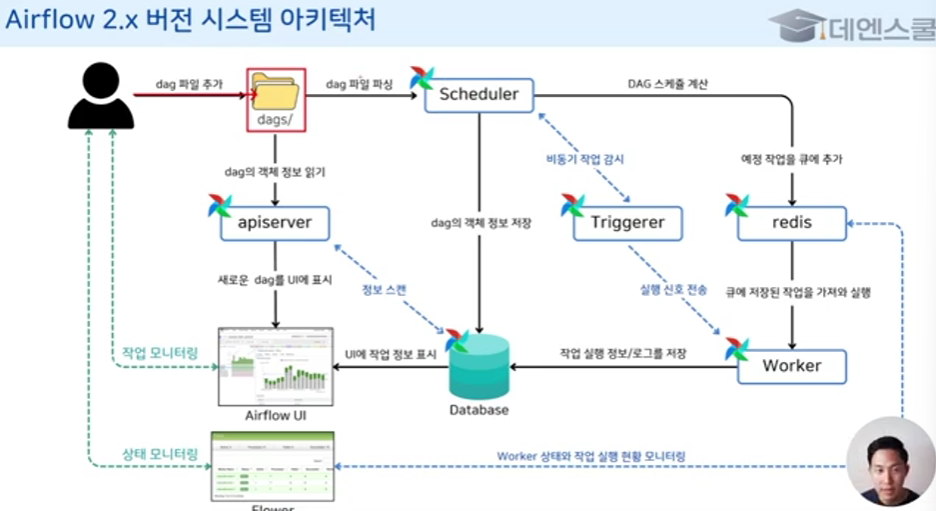 Airflow 2.x 버전 시스템 아키텍처
데엔스쿨
dag 파일 추가
dags/
dag 파일 파싱
Scheduler
DAG 스케쥴 계산
비동기 작업 감시
예정 작업을 큐에 추가
dag의 객체 정보 읽기
apiserver
dag의 객체 정보 저장
Triggerer
redis
새로운 dag를 UI에 표시
정보 스캔
실행 신호 전송
큐에 저장된 작업을 가져와 실행
작업 모니터링
UI에 작업 정보 표시
작업 실행 정보/로그를 저장
Worker
Airflow UI
Database
상태 모니터링
Worker 상태와 작업 실행 현황 모니터링
Flower